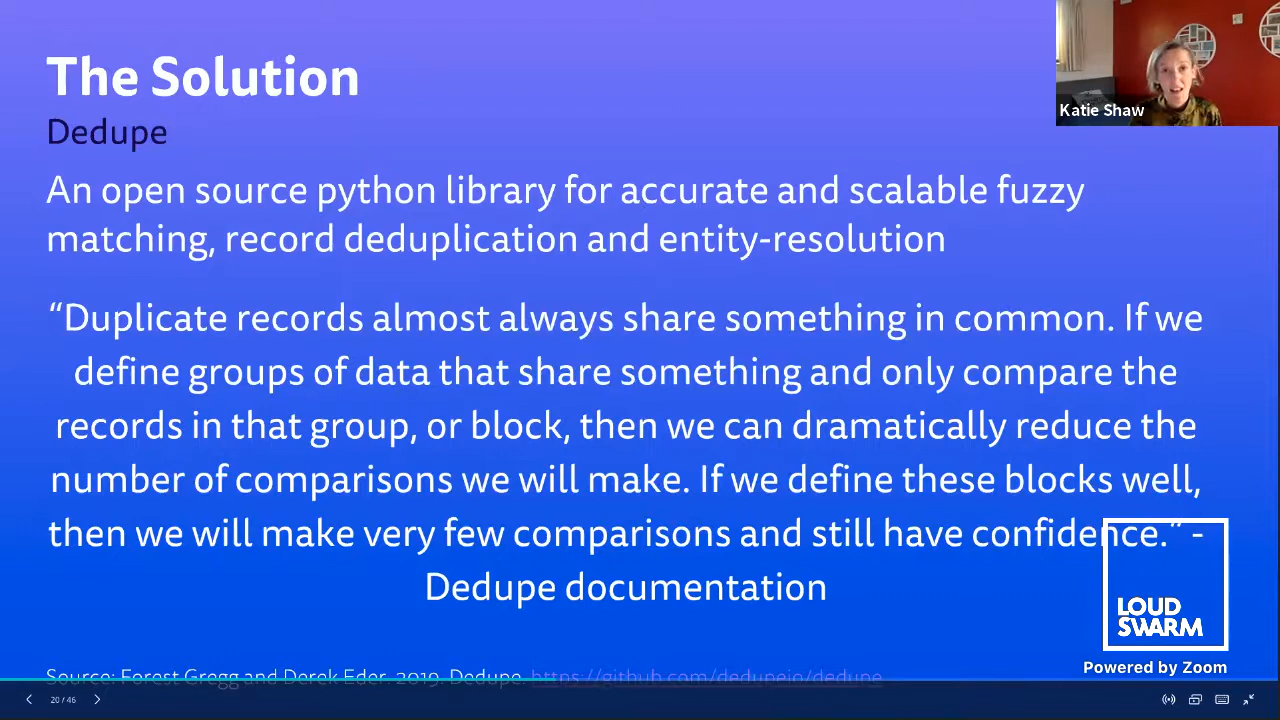 The Solution
Dedupe
Katie Shaw
An open source python library for accurate and scalable fuzzy
matching, record deduplication and entity-resolution
“Duplicate records almost always share something in common. If we
define groups of data that share something and only compare the
records in that group, or block, then we can dramatically reduce the
number of comparisons we will make. If we define these blocks well,
then we will make very few comparisons and still have confidence.” -
Dedupe documentation
LOUD
SWARM
Powered by Zoom
Source: Forest Gregg and Derek Eder. 2019. Dedupe. https://github.com/dedupeio/dedupe
20 / 46